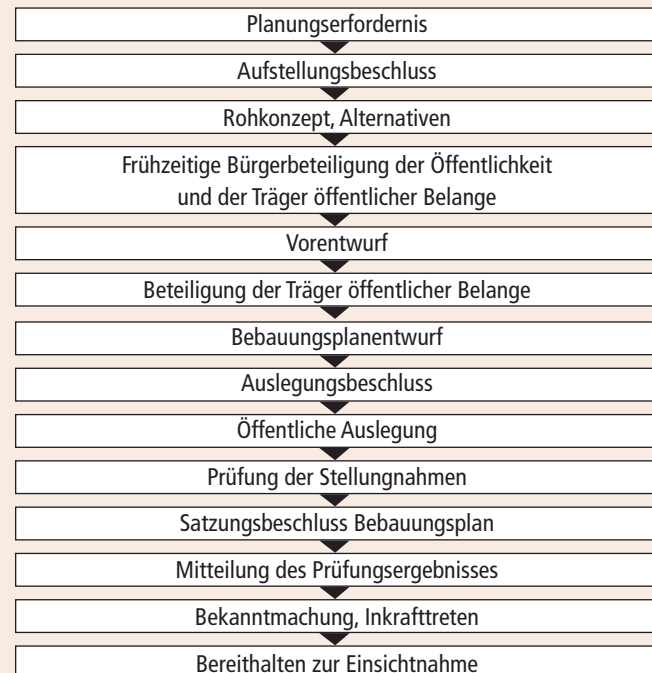 Planungserfordernis
Aufstellungsbeschluss
Rohkonzept, Alternativen
Frühzeitige Bürgerbeteiligung der Öffentlichkeit
und der Träger öffentlicher Belange
Vorentwurf
Beteiligung der Träger öffentlicher Belange
Bebauungsplanentwurf
Auslegungsbeschluss
Öffentliche Auslegung
Prüfung der Stellungnahmen
Satzungsbeschluss Bebauungsplan
Mitteilung des Prüfungsergebnisses
Bekanntmachung, Inkrafttreten
Bereithalten zur Einsichtnahme